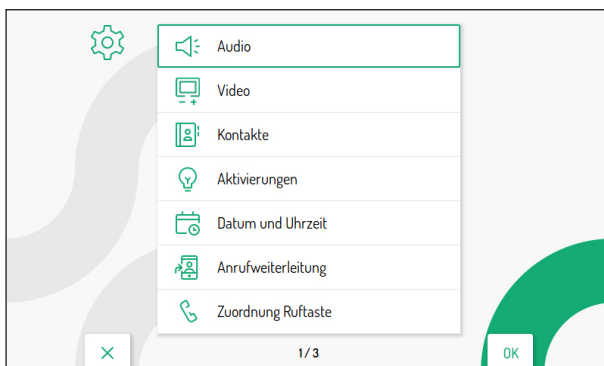 Audio
Video
Kontakte
Aktivierungen
Datum und Uhrzeit
Anrufweiterleitung
Zuordnung Ruftaste
1/3
OK